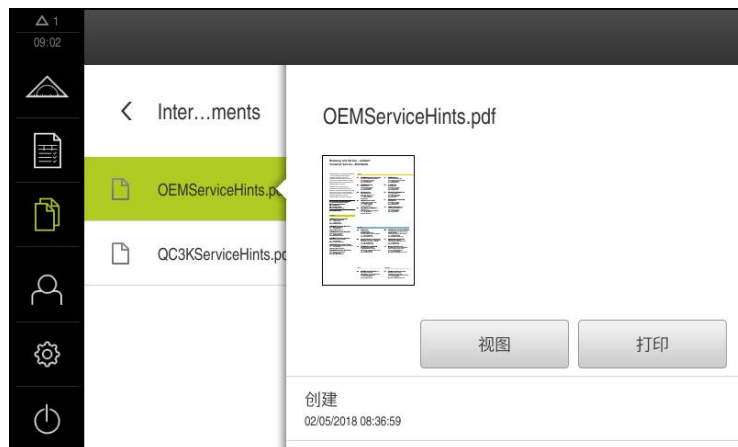 1
09:02
Inter…ments
OEMServiceHints.pdf
OEMServiceHints.p
QC3KServiceHints.pd
视图
打印
创建
02/05/2018 08:36:59